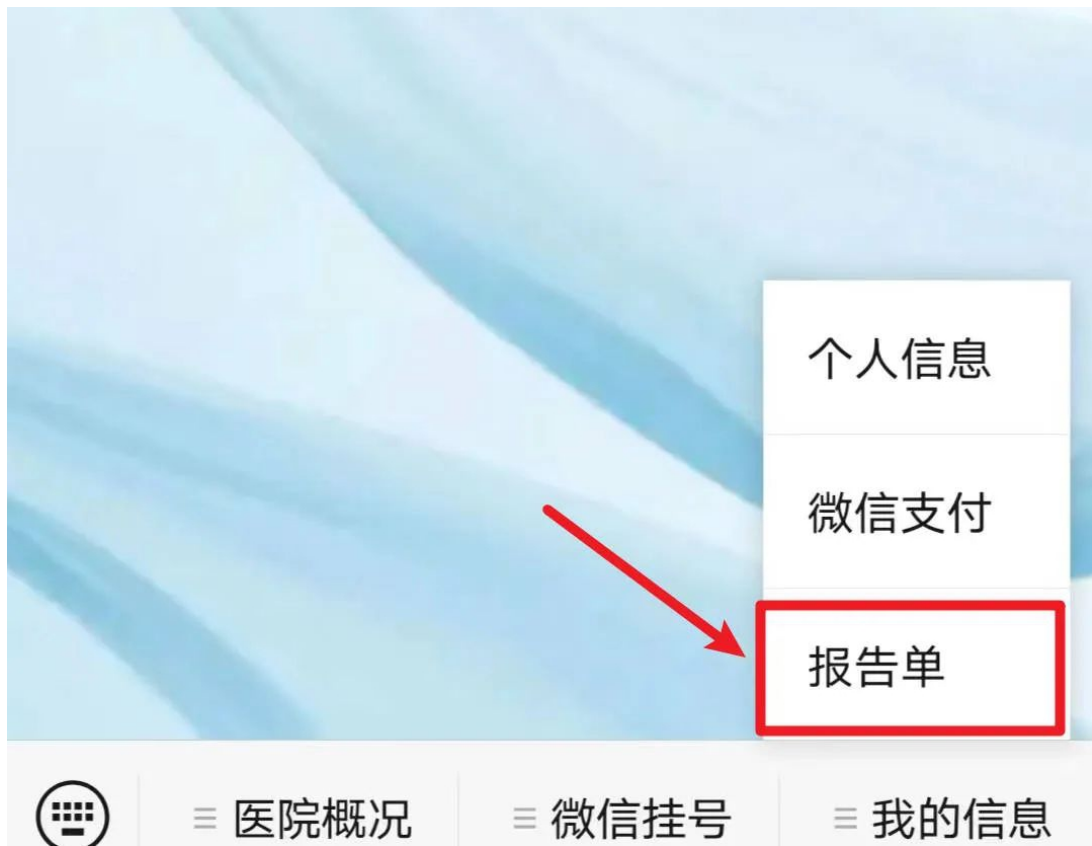 个人信息
微信支付
报告单
医院概况
微信挂号
我的信息